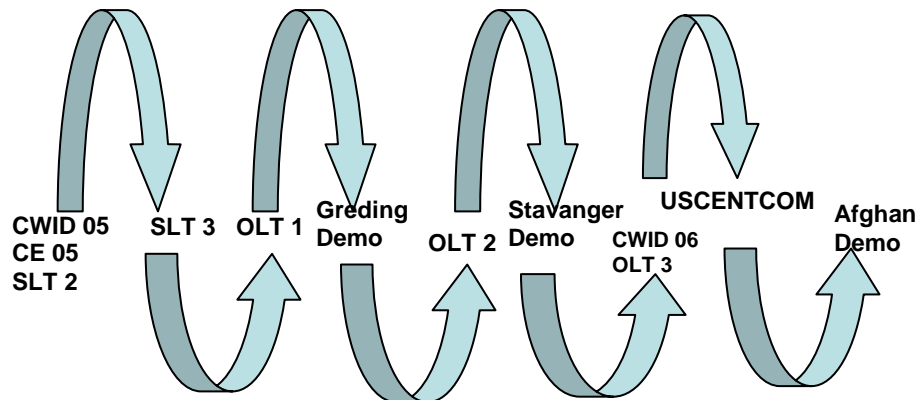 CWID 05
CE 05
SLT 2
SLT 3
OLT 1
Greding
Demo
OLT 2
Stavanger
Demo
CWID 06
OLT 3
USCENTCOM
Afghan
Demo